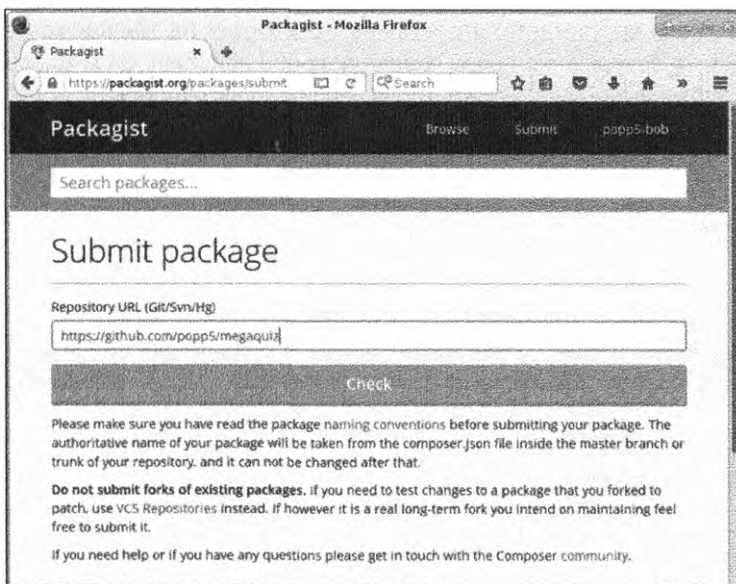 Packagist - Mozilla Firefox
Packagist
https://packagist.org/packages/submit
Search
Packagist
Browse
Submit
popp5-bob
Search packages...
Submit package
Repository URL (Git/Svn/Hg)
https://github.com/popp5/megaquiz
Check
Please make sure you have read the package naming conventions before submitting your package. The
authoritative name of your package will be taken from the composer.json file inside the master branch or
trunk of your repository, and it can not be changed after that.
Do not submit forks of existing packages. If you need to test changes to a package that you forked to
patch, use VCS Repositories instead. If however it is a real long-term fork you intend on maintaining feel
free to submit it.
If you need help or if you have any questions please get in touch with the Composer community.